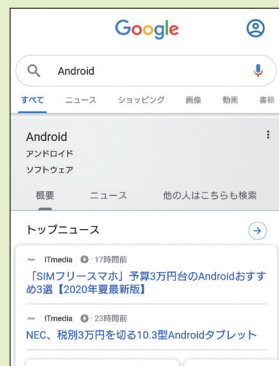 Google
Android
すべて ニュース ショッピング 画像 動画 書籍
Android
アンドロイド
ソフトウェア
概要 ニュース 他の人はこちらも検索
トップニュース
ITmedia · 17時間前
「SIMフリースマホ」予算3万円台のAndroidおすす
め3選【2020年夏最新版】
ITmedia · 23時間前
NEC、税別3万円を切る10.3型Androidタブレット